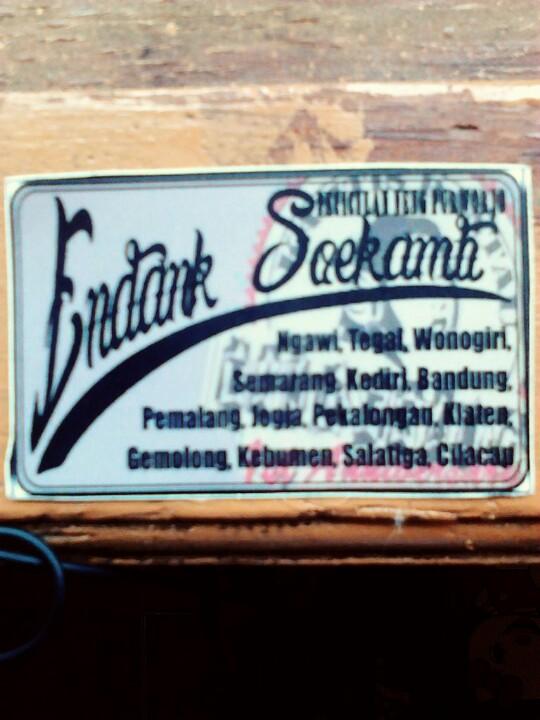 Endank Soekamti
Ngawi, Tegal, Wonogiri,
Semarang, Kediri, Bandung,
Pemalang, Jogja, Pekalongan, Klaten,
Gemolong, Kebumen, Salatiga, Cilacap